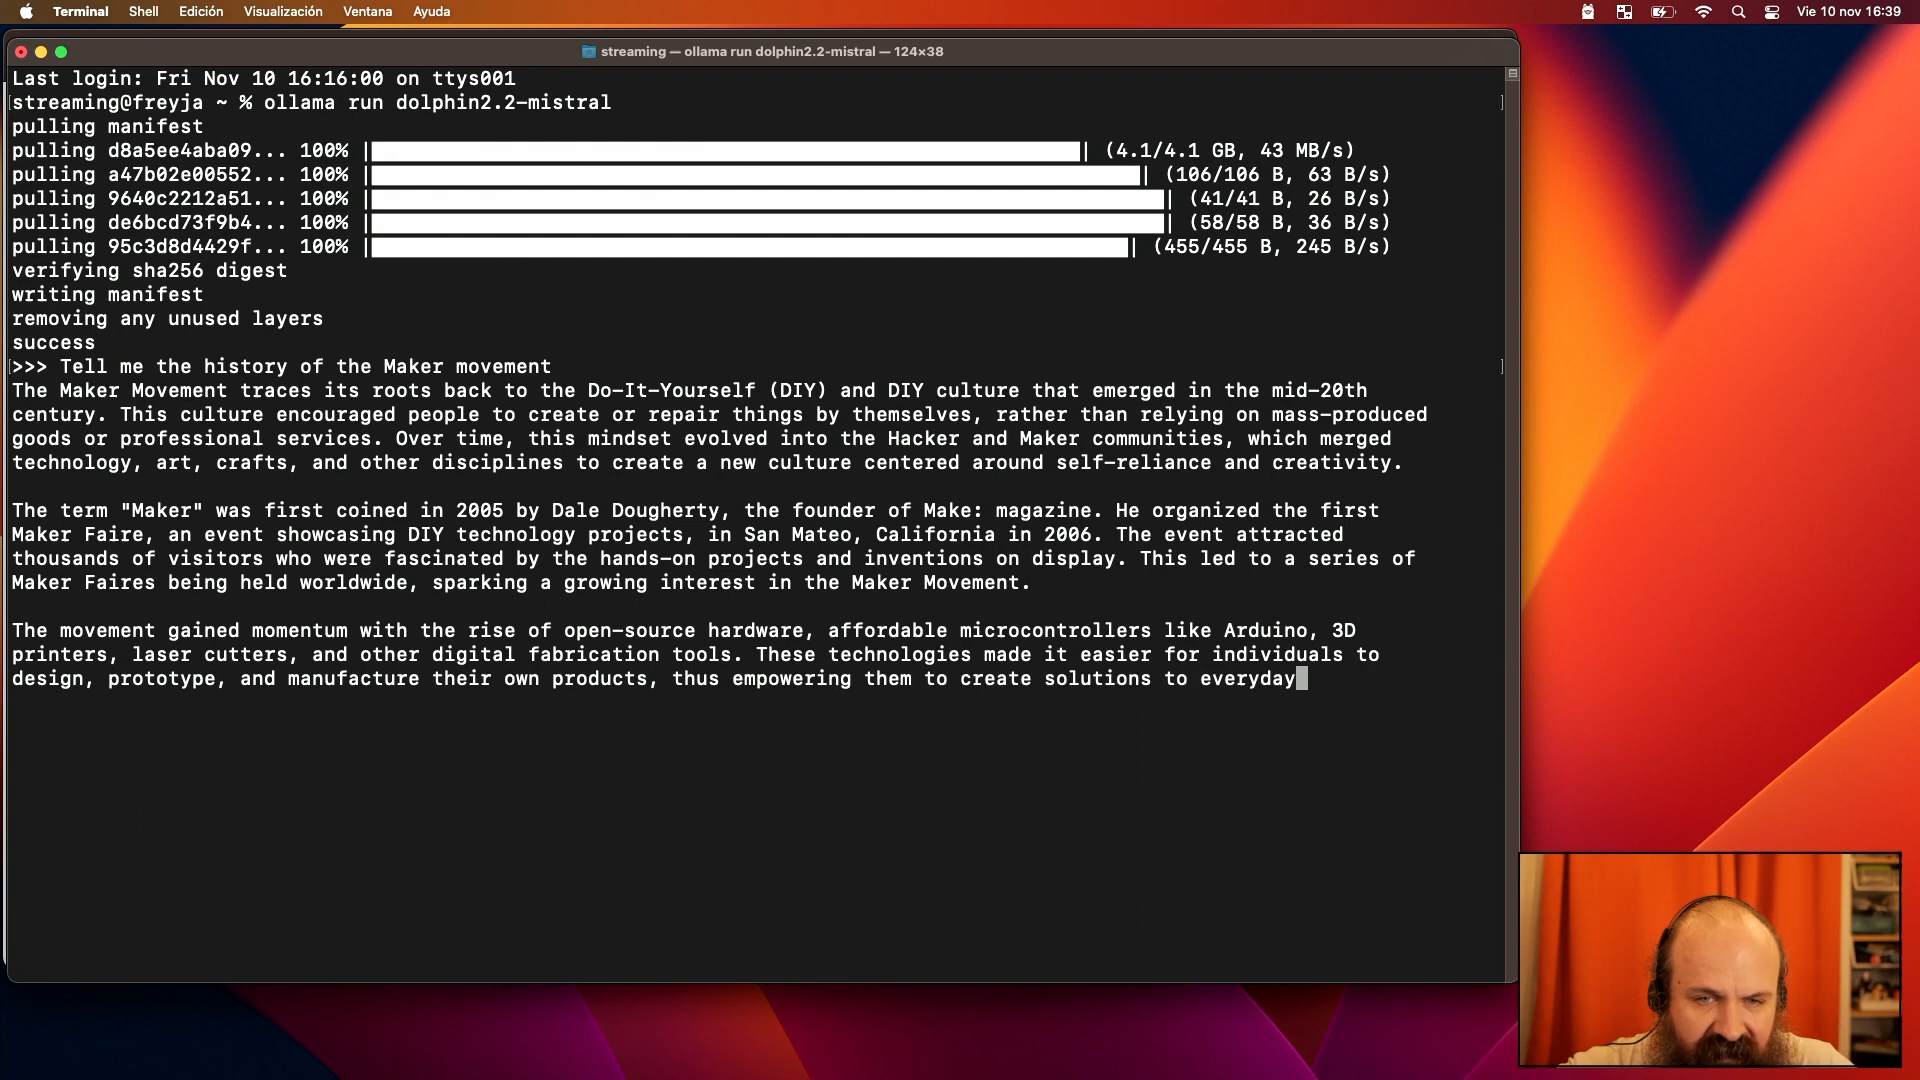 Terminal Shell Edición Visualización Ventana Ayuda Vie 10 nov 16:39
streaming — ollama run dolphin2.2-mistral — 124×38
Last login: Fri Nov 10 16:16:00 on ttys001
[streaming@freyja ~ % ollama run dolphin2.2-mistral ]
pulling manifest
pulling d8a5ee4aba09... 100% | | (4.1/4.1 GB, 43 MB/s)
pulling a47b02e00552... 100% | | (106/106 B, 63 B/s)
pulling 9640c2212a51... 100% | | (41/41 B, 26 B/s)
pulling de6bcd73f9b4... 100% | | (58/58 B, 36 B/s)
pulling 95c3d8d4429f... 100% | | (455/455 B, 245 B/s)
verifying sha256 digest
writing manifest
removing any unused layers
success
[>>> Tell me the history of the Maker movement ]
The Maker Movement traces its roots back to the Do-It-Yourself (DIY) and DIY culture that emerged in the mid-20th
century. This culture encouraged people to create or repair things by themselves, rather than relying on mass-produced
goods or professional services. Over time, this mindset evolved into the Hacker and Maker communities, which merged
technology, art, crafts, and other disciplines to create a new culture centered around self-reliance and creativity.
The term "Maker" was first coined in 2005 by Dale Dougherty, the founder of Make: magazine. He organized the first
Maker Faire, an event showcasing DIY technology projects, in San Mateo, California in 2006. The event attracted
thousands of visitors who were fascinated by the hands-on projects and inventions on display. This led to a series of
Maker Faires being held worldwide, sparking a growing interest in the Maker Movement.
The movement gained momentum with the rise of open-source hardware, affordable microcontrollers like Arduino, 3D
printers, laser cutters, and other digital fabrication tools. These technologies made it easier for individuals to
design, prototype, and manufacture their own products, thus empowering them to create solutions to everyday